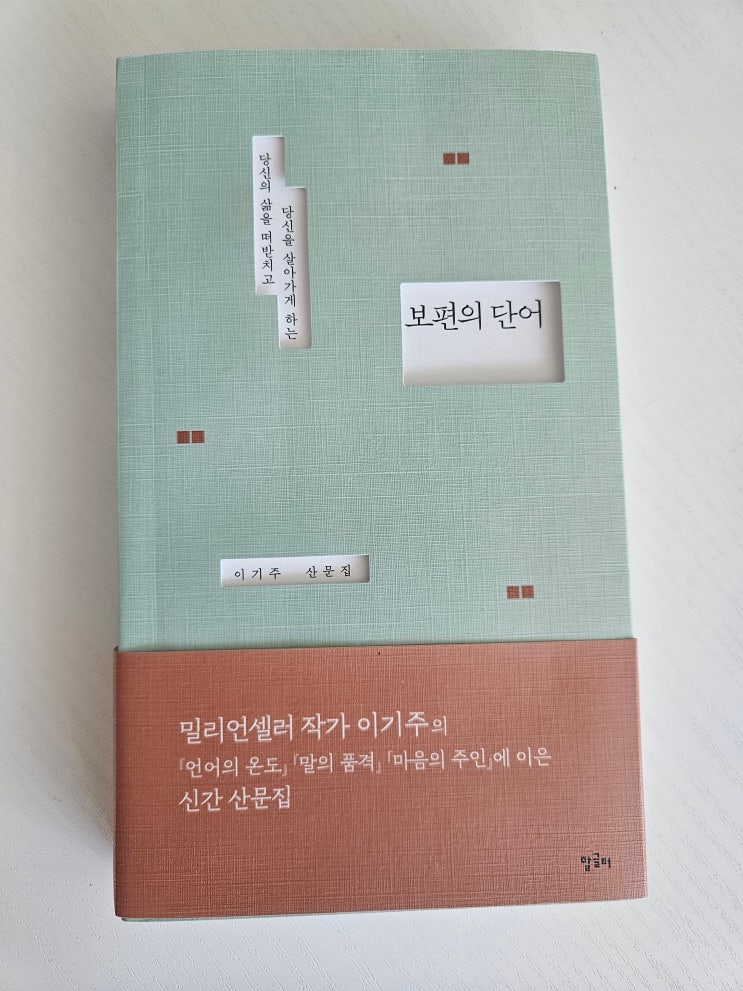 당신의 삶을 떠받치고
당신을 살아가게 하는
보편의 단어
이기주 산문집
밀리언셀러 작가 이기주의
「언어의 온도」「말의 품격」「마음의 주인」에 이은
신간 산문집
말글터